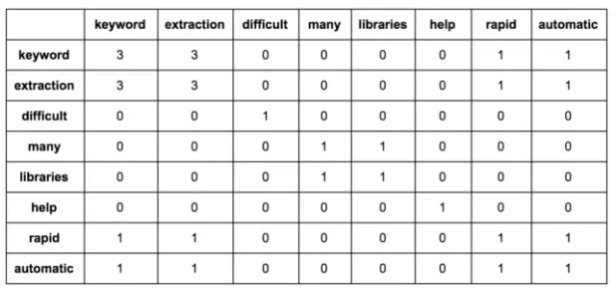 keyword extraction difficult many libraries help rapid automatic
keyword 3 3 0 0 0 0 1 1
extraction 3 3 0 0 0 0 1 1
difficult 0 0 1 0 0 0 0 0
many 0 0 0 1 1 0 0 0
libraries 0 0 0 1 1 0 0 0
help 0 0 0 0 0 1 0 0
rapid 1 1 0 0 0 0 1 1
automatic 1 1 0 0 0 0 1 1